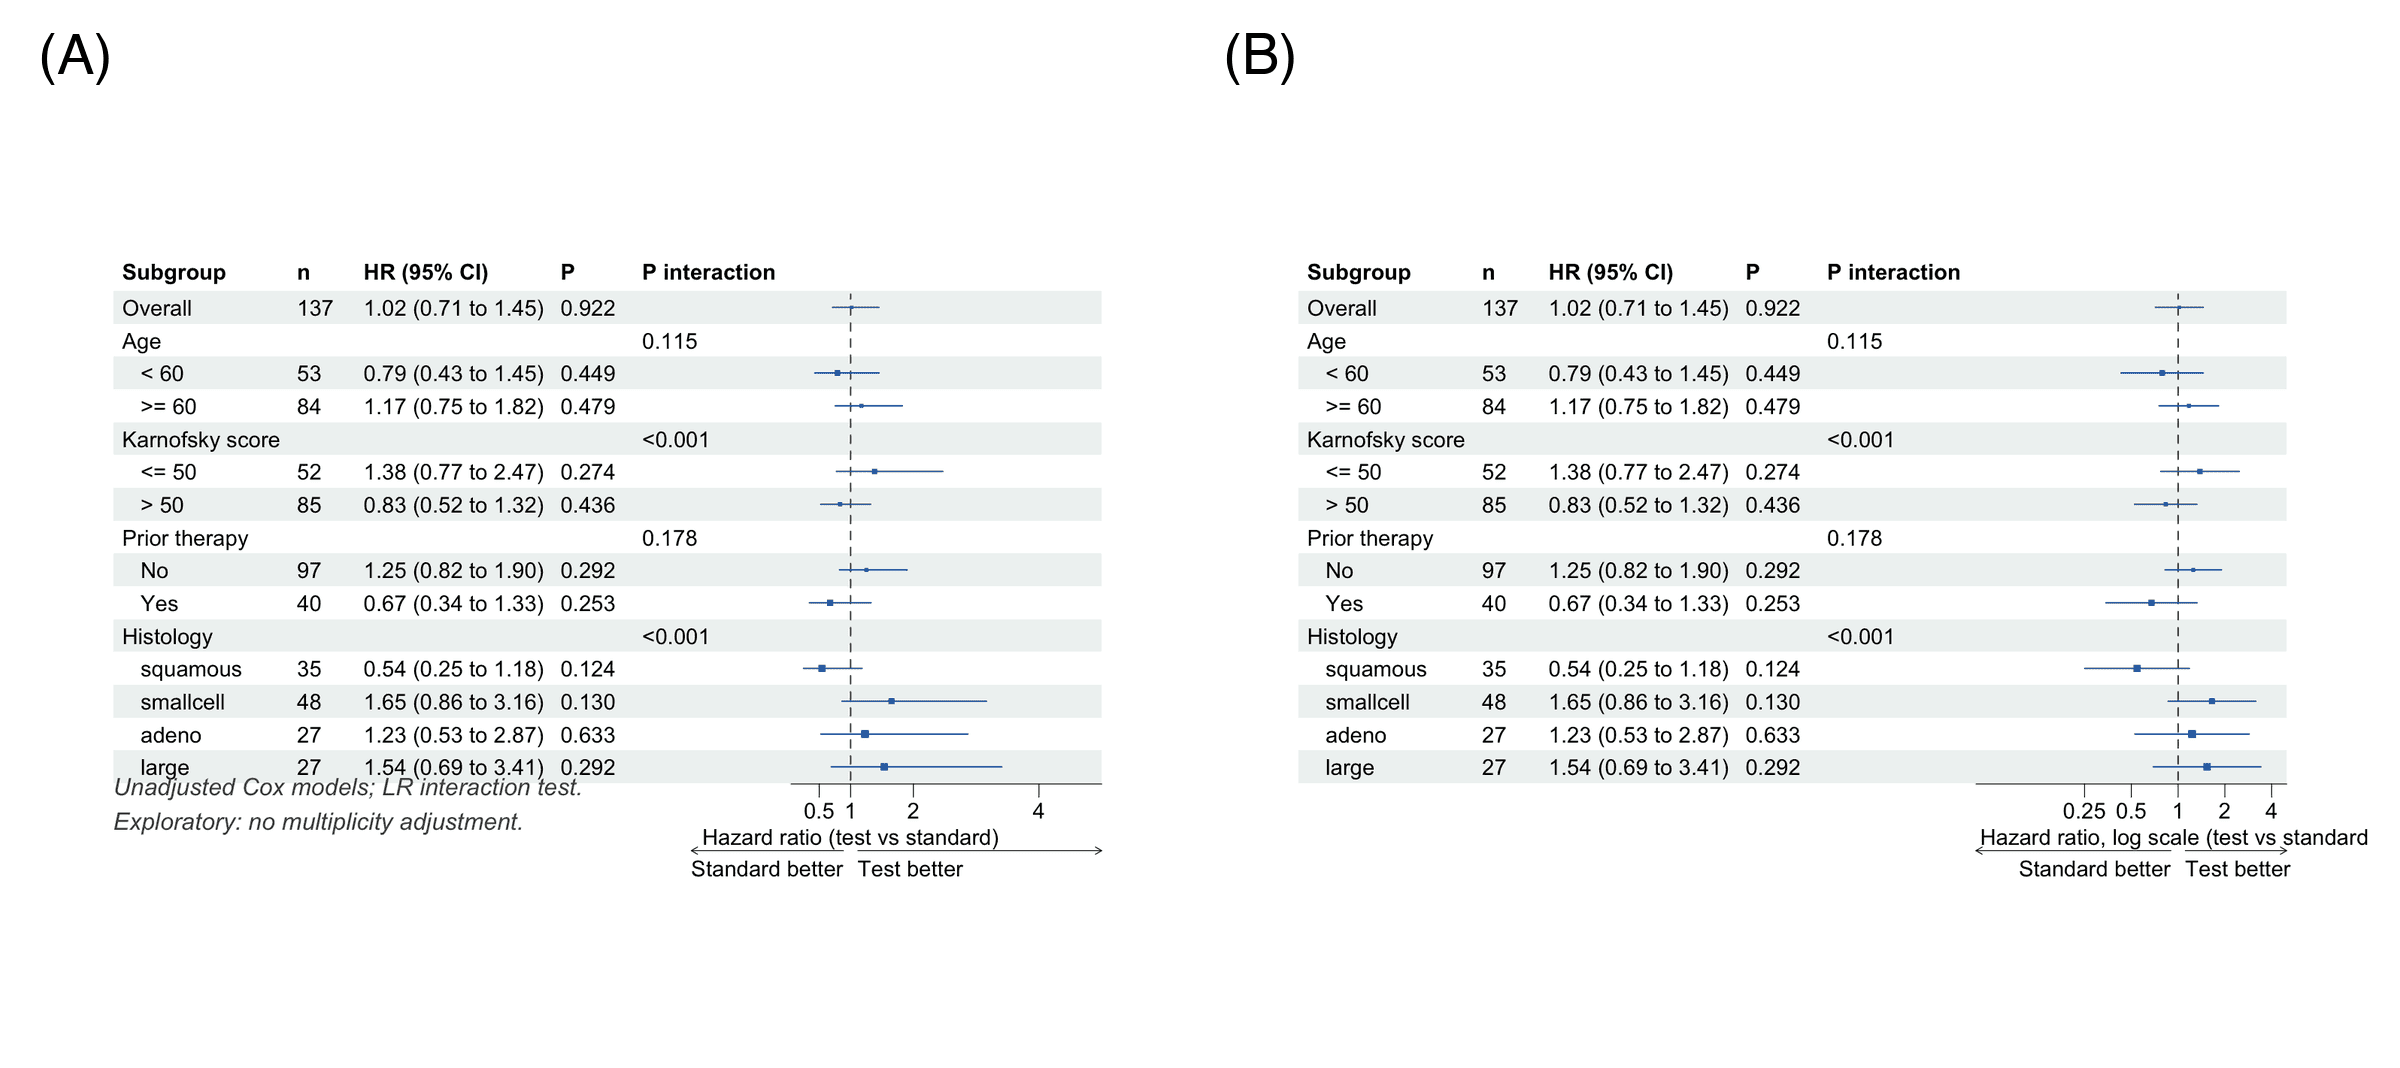 (A)
Subgroup n HR (95% CI) P P interaction
Overall 137 1.02 (0.71 to 1.45) 0.922
Age 0.115
< 60 53 0.79 (0.43 to 1.45) 0.449
>= 60 84 1.17 (0.75 to 1.82) 0.479
Karnofsky score <0.001
<= 50 52 1.38 (0.77 to 2.47) 0.274
> 50 85 0.83 (0.52 to 1.32) 0.436
Prior therapy 0.178
No 97 1.25 (0.82 to 1.90) 0.292
Yes 40 0.67 (0.34 to 1.33) 0.253
Histology <0.001
squamous 35 0.54 (0.25 to 1.18) 0.124
smallcell 48 1.65 (0.86 to 3.16) 0.130
adeno 27 1.23 (0.53 to 2.87) 0.633
large 27 1.54 (0.69 to 3.41) 0.292
Unadjusted Cox models; LR interaction test.
Exploratory: no multiplicity adjustment.
0.5 1 2 4
Hazard ratio (test vs standard)
Standard better Test better
(B)
Subgroup n HR (95% CI) P P interaction
Overall 137 1.02 (0.71 to 1.45) 0.922
Age 0.115
< 60 53 0.79 (0.43 to 1.45) 0.449
>= 60 84 1.17 (0.75 to 1.82) 0.479
Karnofsky score <0.001
<= 50 52 1.38 (0.77 to 2.47) 0.274
> 50 85 0.83 (0.52 to 1.32) 0.436
Prior therapy 0.178
No 97 1.25 (0.82 to 1.90) 0.292
Yes 40 0.67 (0.34 to 1.33) 0.253
Histology <0.001
squamous 35 0.54 (0.25 to 1.18) 0.124
smallcell 48 1.65 (0.86 to 3.16) 0.130
adeno 27 1.23 (0.53 to 2.87) 0.633
large 27 1.54 (0.69 to 3.41) 0.292
0.25 0.5 1 2 4
Hazard ratio, log scale (test vs standard
Standard better Test better